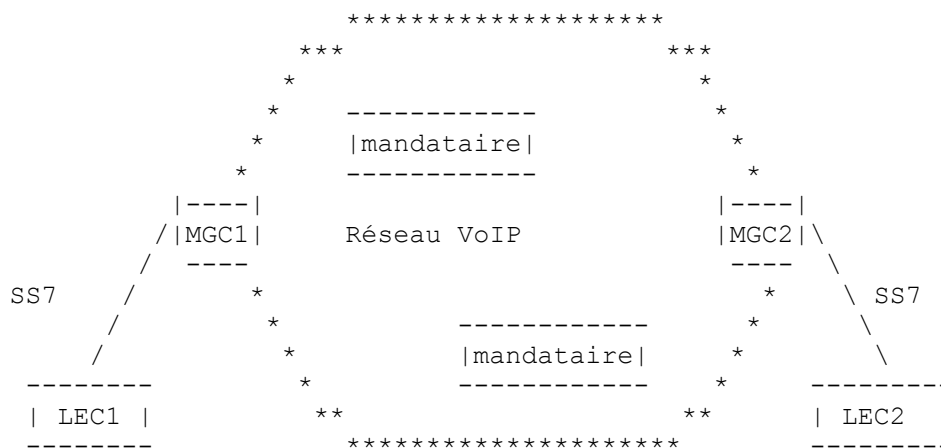 mandataire
MGC1 Réseau VoIP MGC2
SS7 SS7
mandataire
LEC1 LEC2